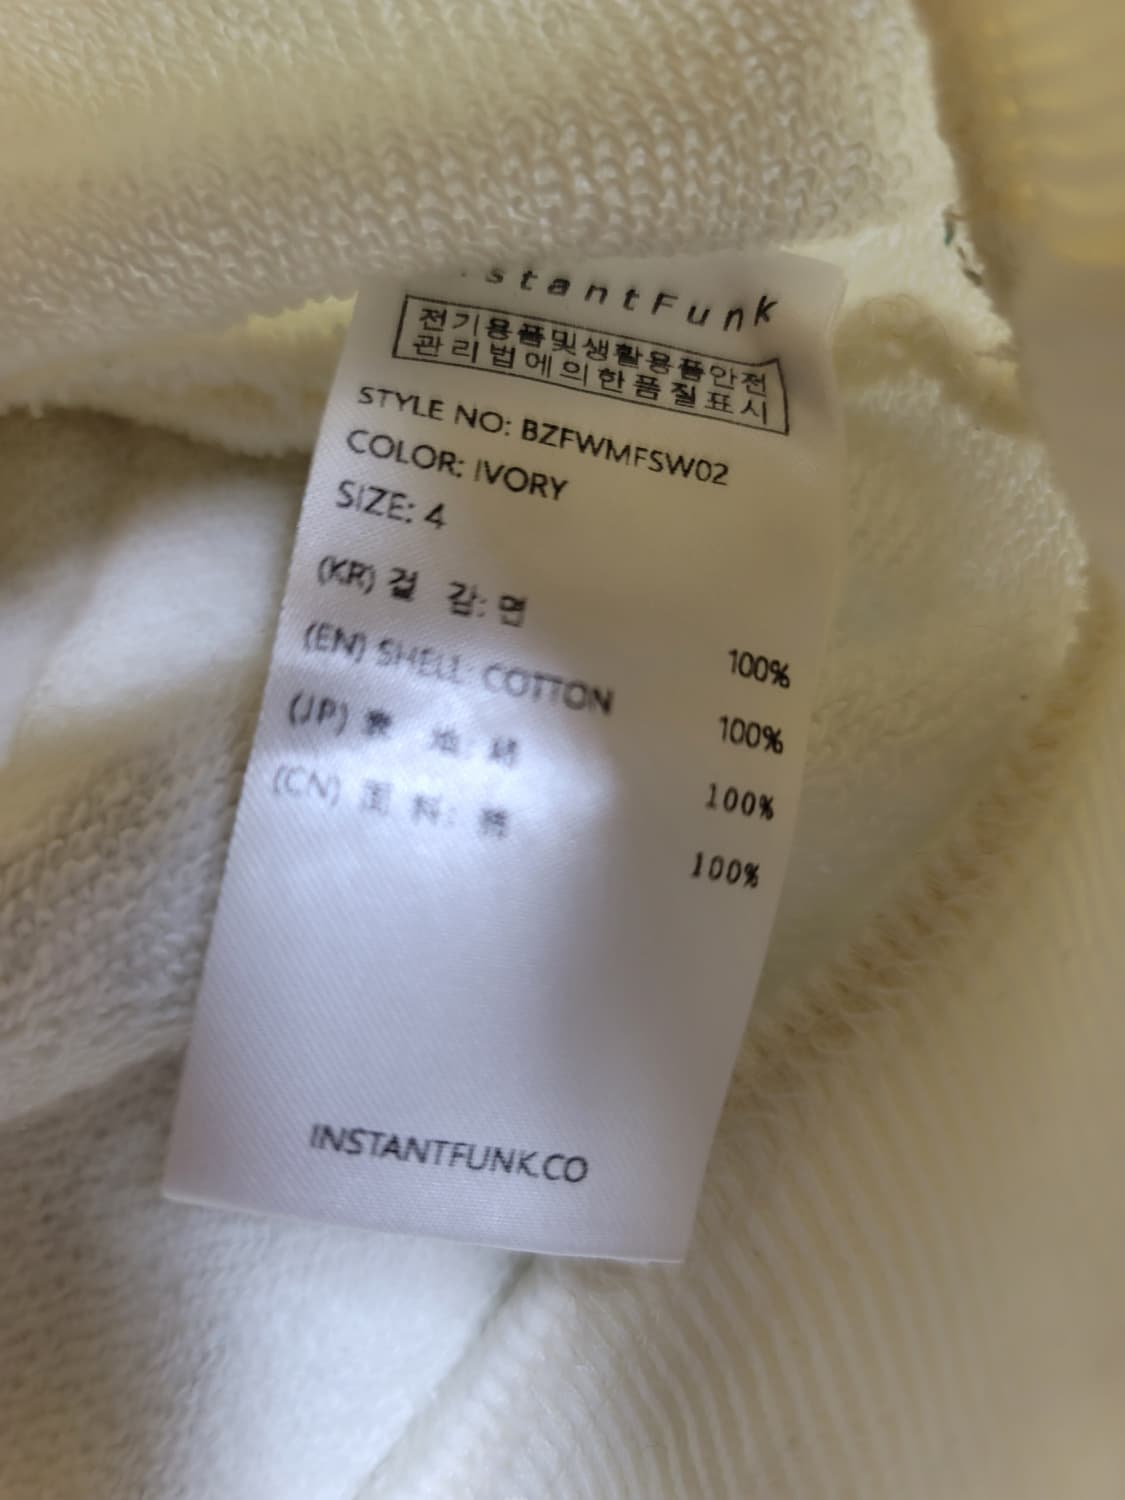 stantFunk
전기용품및생활용품안전
관리법에의한품질표시
STYLE NO: BZFWMFSW02
COLOR: IVORY
SIZE: 4
(KR) 겉 감: 면 100%
(EN) SHELL: COTTON 100%
(JP) 表 地: 綿 100%
(CN) 面 料: 棉 100%
INSTANTFUNK.CO